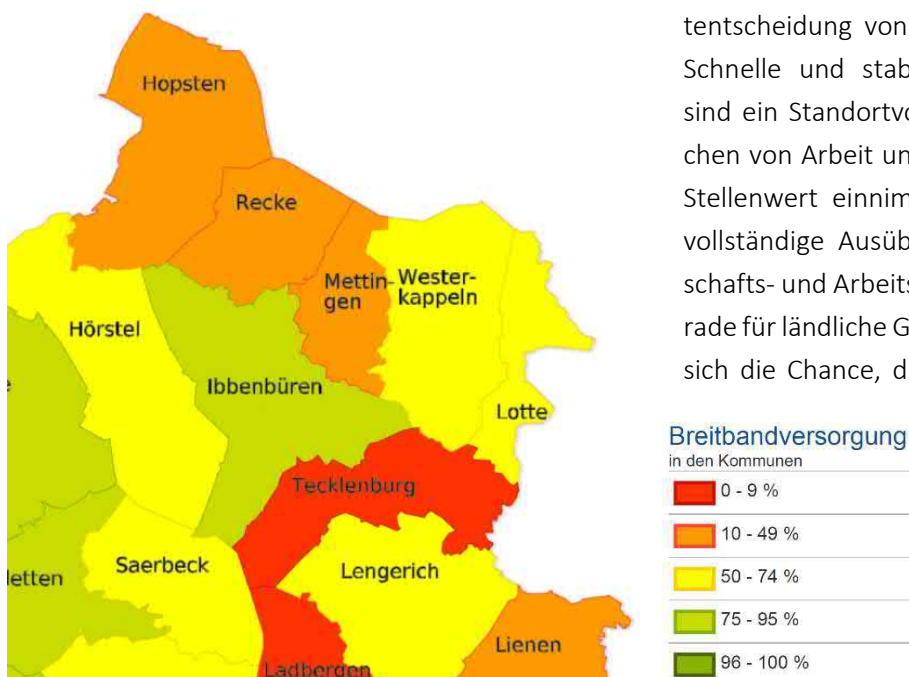 tentscheidung von
Schnelle und stab
sind ein Standortvo
chen von Arbeit un
Stellenwert einnim
vollständige Ausüb
schafts- und Arbeits
rade für ländliche G
sich die Chance, d
Hopsten
Recke
Mettin-
gen
Wester-
kappeln
Hörstel
Ibbenbüren
Lotte
Tecklenburg
Saerbeck
Lengerich
letten
Lienen
Ladbergen
Breitbandversorgung
in den Kommunen
0 - 9 %
10 - 49 %
50 - 74 %
75 - 95 %
96 - 100 %